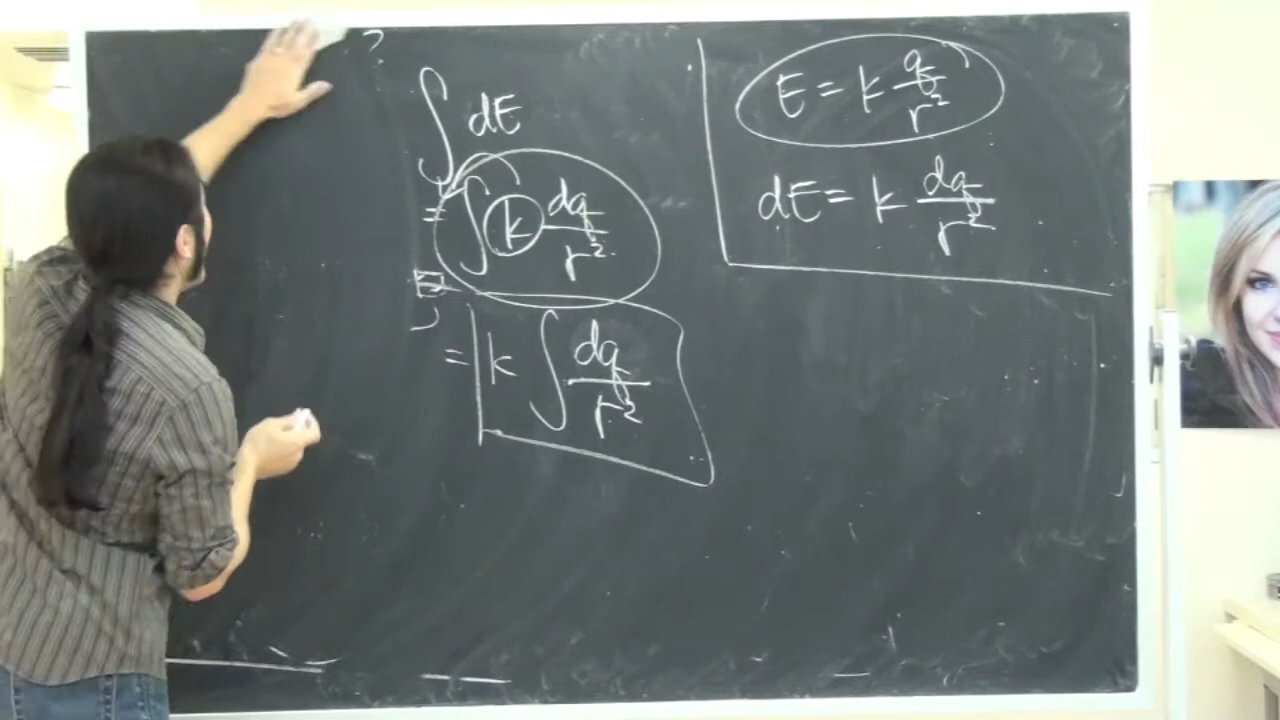 ?
∫ dE
= ∫ k dq/r²
= k ∫ dq/r²
E = k q/r²
dE = k dq/r²